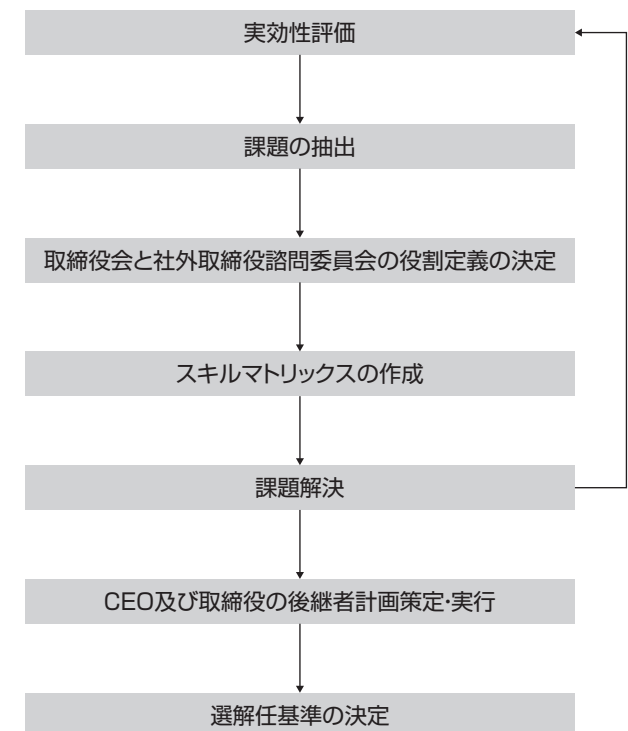 実効性評価
課題の抽出
取締役会と社外取締役諮問委員会の役割定義の決定
スキルマトリックスの作成
課題解決
CEO及び取締役の後継者計画策定・実行
選解任基準の決定